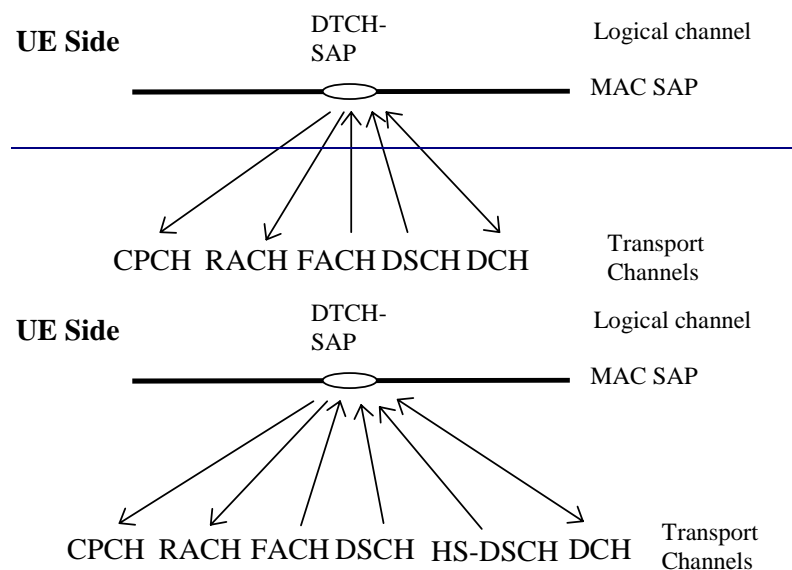 UE Side
DTCH-
SAP
Logical channel
MAC SAP
CPCH RACH FACH DSCH DCH
Transport
Channels
UE Side
DTCH-
SAP
Logical channel
MAC SAP
CPCH RACH FACH DSCH HS-DSCH DCH
Transport
Channels